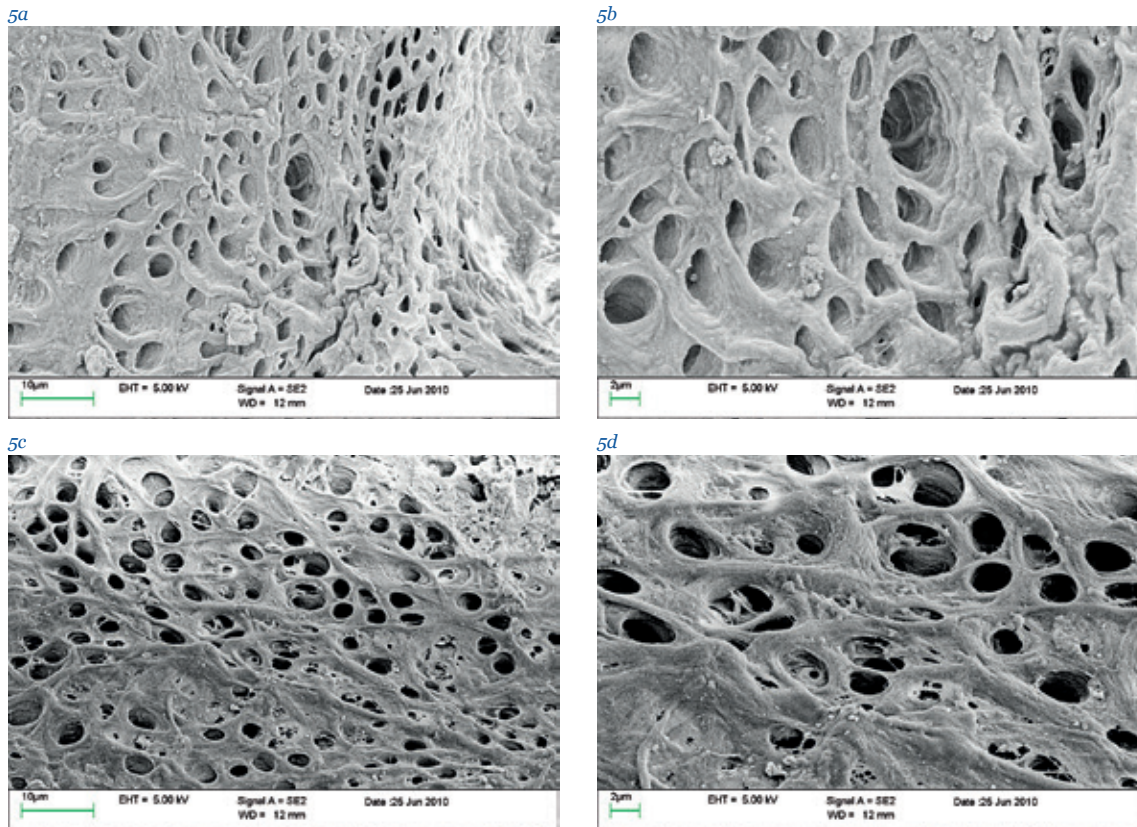 5a
5b
10µm EHT = 5.00 kV Signal A = SE2 Date :25 Jun 2010
WD = 12 mm
2µm EHT = 5.00 kV Signal A = SE2 Date :25 Jun 2010
WD = 12 mm
5c
5d
10µm EHT = 5.00 kV Signal A = SE2 Date :25 Jun 2010
WD = 12 mm
2µm EHT = 5.00 kV Signal A = SE2 Date :25 Jun 2010
WD = 12 mm